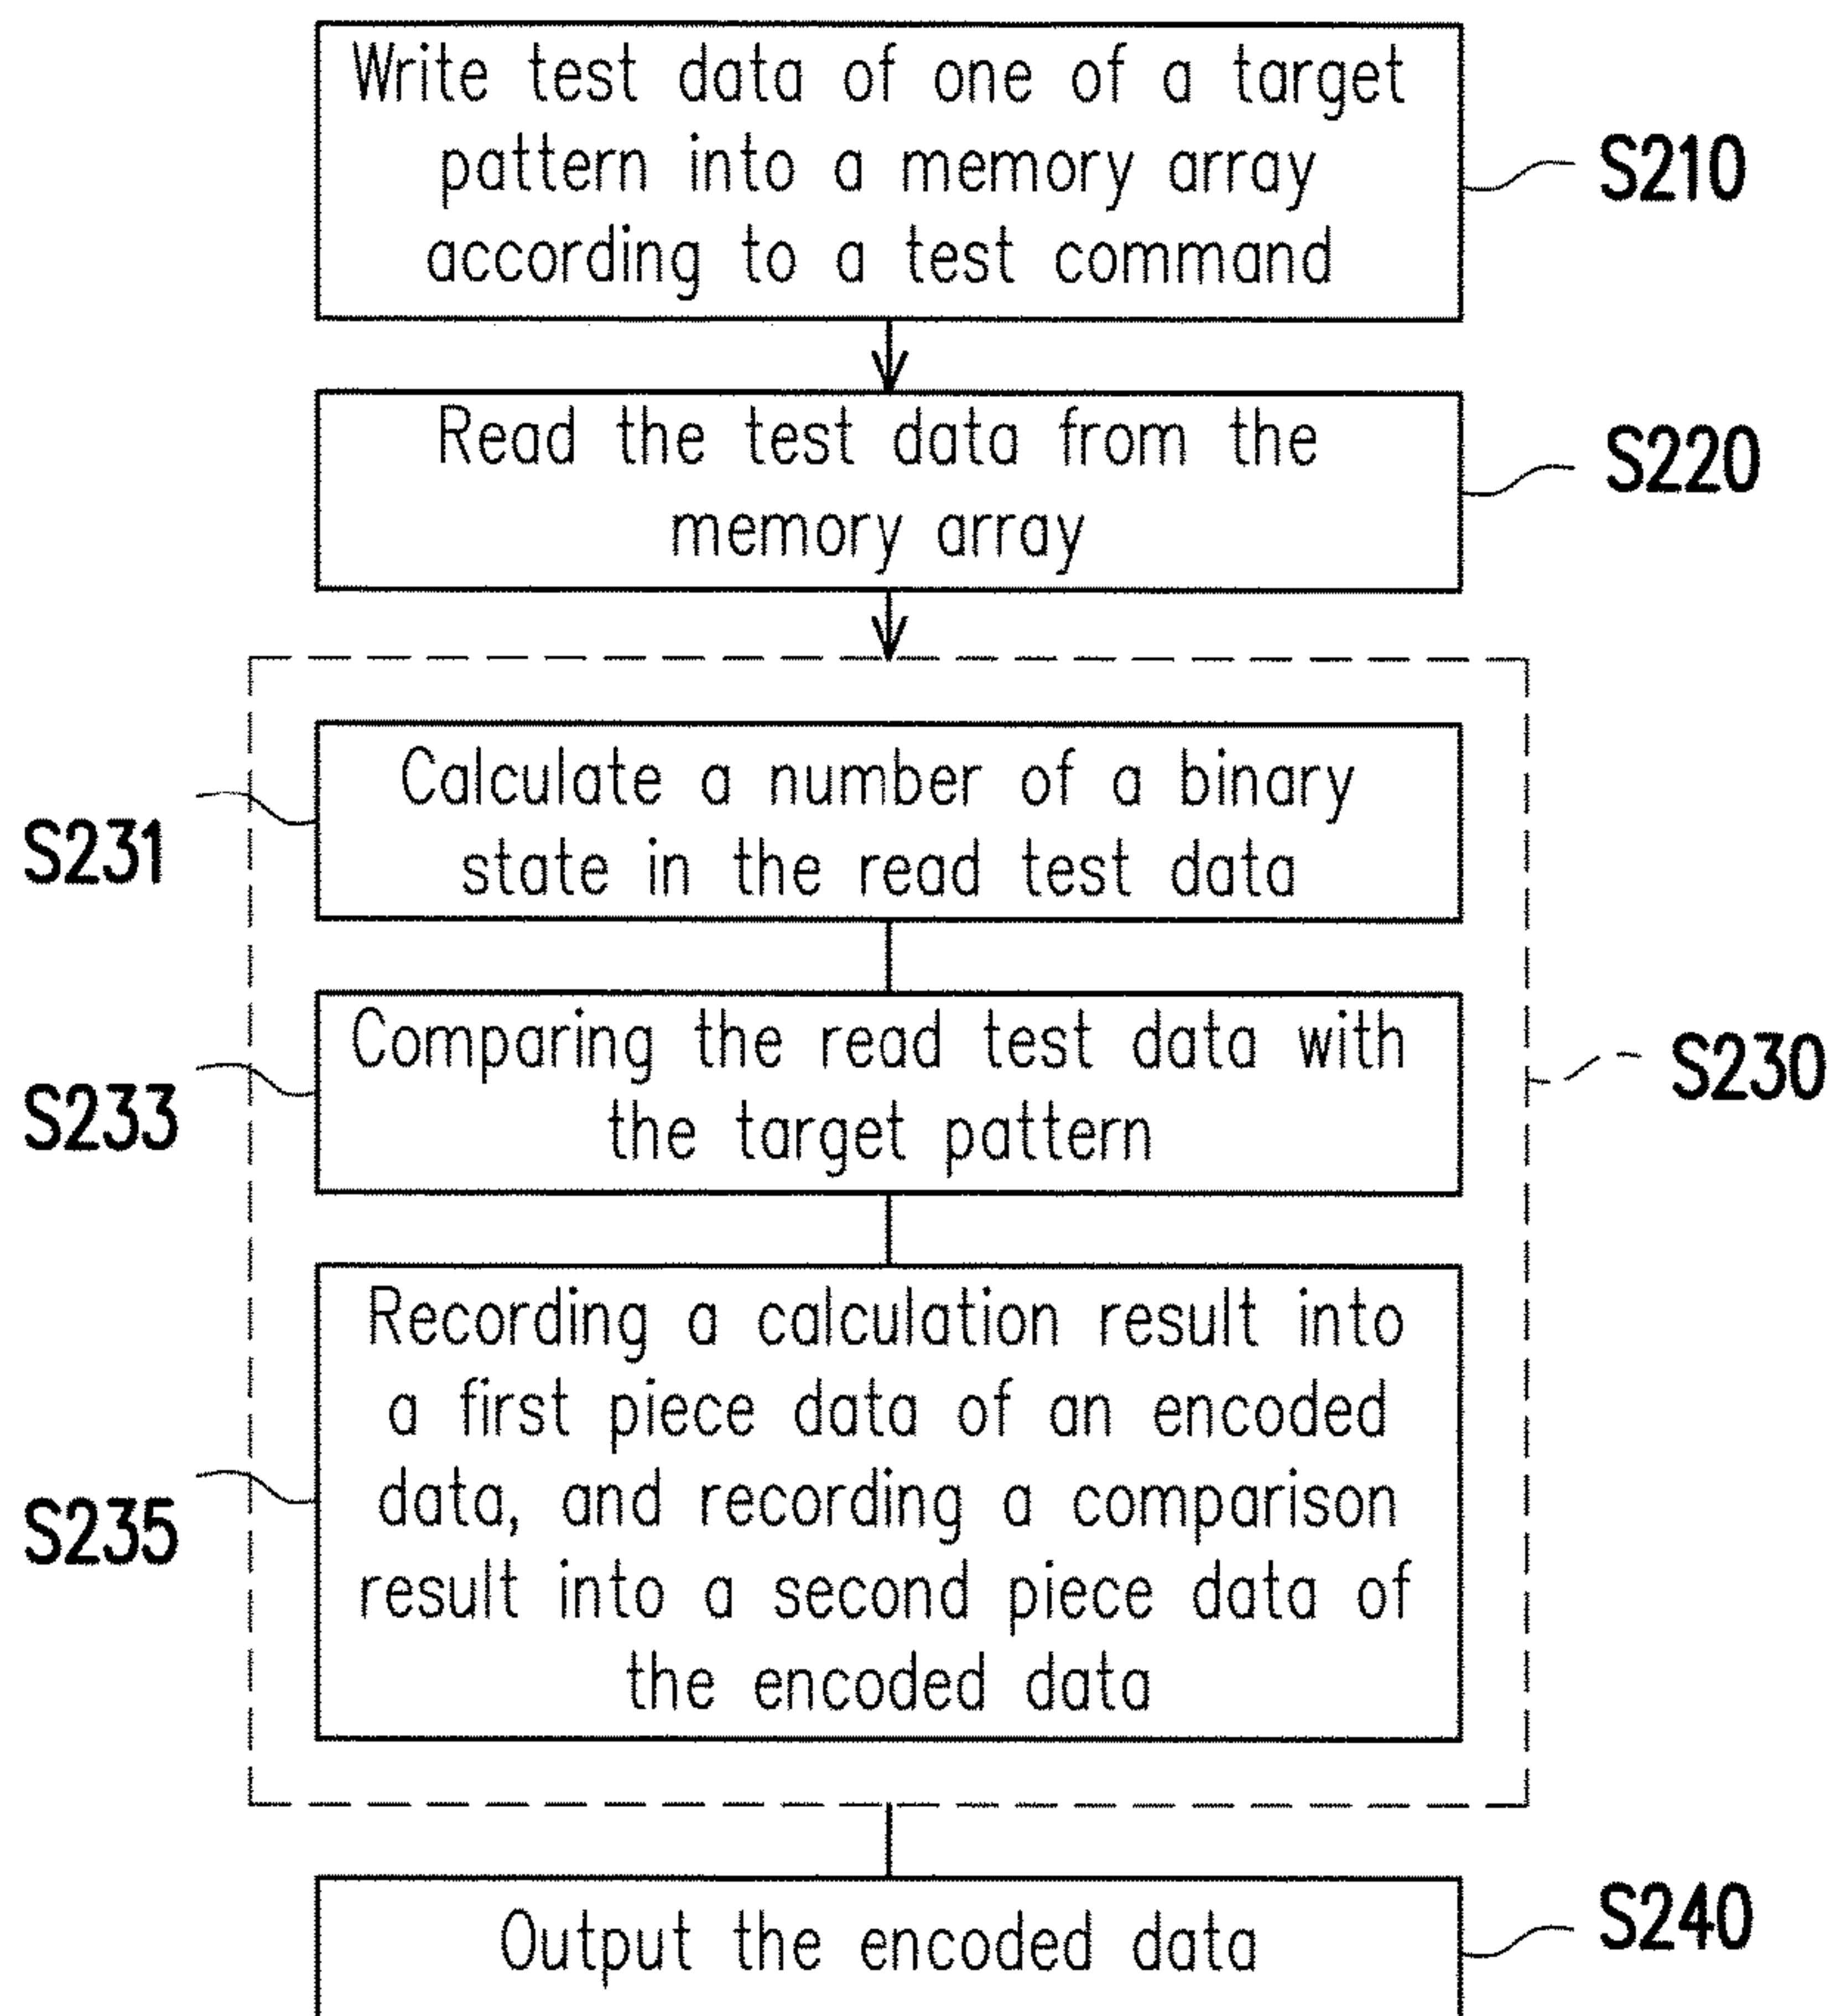 Write test data of one of a target
pattern into a memory array
according to a test command
S210
Read the test data from the
memory array
S220
Calculate a number of a binary
state in the read test data
S231
Comparing the read test data with
the target pattern
S233
S230
Recording a calculation result into
a first piece data of an encoded
data, and recording a comparison
result into a second piece data of
the encoded data
S235
Output the encoded data
S240